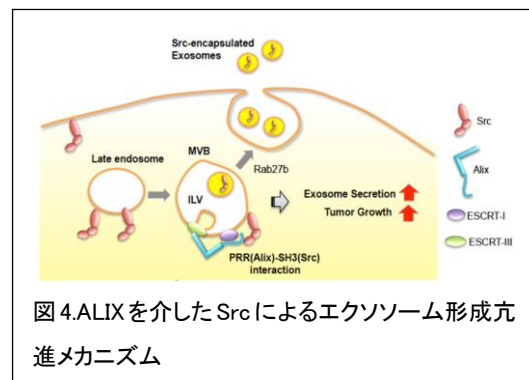 Src-encapsulated
Exosomes
MVB
Rab27b
Late endosome
ILV
Exosome Secretion
Tumor Growth
PRR(Alix)-SH3(Src)
interaction
Src
Alix
ESCRT-I
ESCRT-III
図4.ALIXを介したSrcによるエクソソーム形成亢
進メカニズム